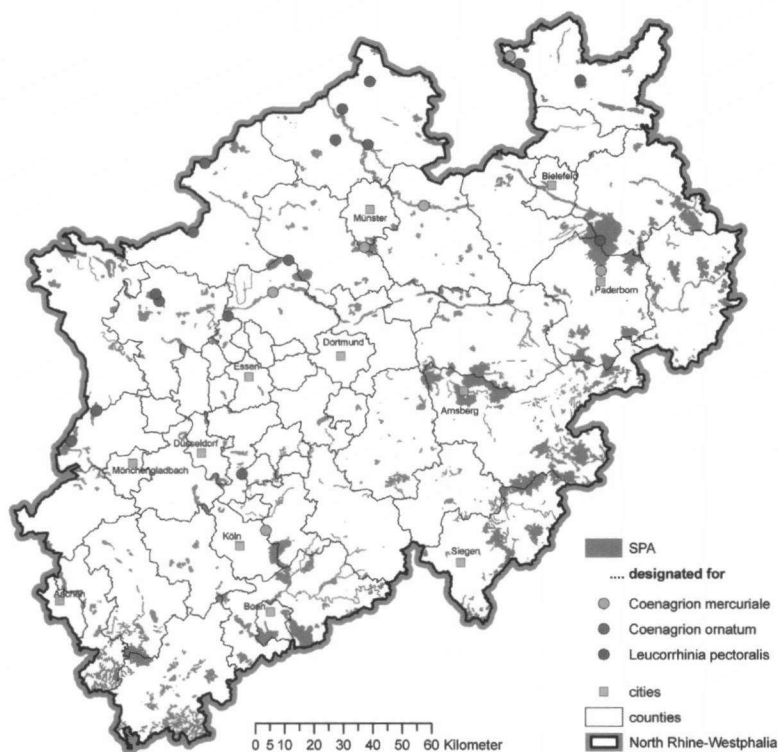 Bielefeld
Münster
Paderborn
Dortmund
Essen
Arnsberg
Düsseldorf
Mönchengladbach
Köln
Siegen
Aachen
Bonn
SPA
.... designated for
Coenagrion mercuriale
Coenagrion ornatum
Leucorrhinia pectoralis
cities
counties
North Rhine-Westphalia
0 5 10 20 30 40 50 60 Kilometer